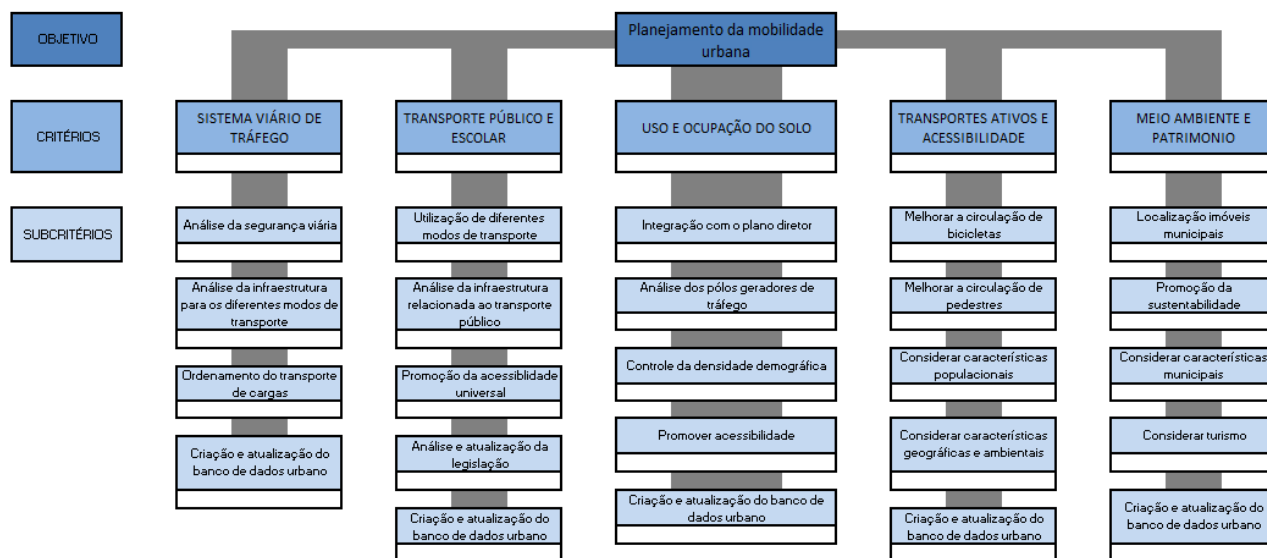 OBJETIVO
Planejamento da mobilidade
urbana
CRITÉRIOS
SISTEMA VIÁRIO DE
TRÁFEGO
TRANSPORTE PÚBLICO E
ESCOLAR
USO E OCUPAÇÃO DO SOLO
TRANSPORTES ATIVOS E
ACESSIBILIDADE
MEIO AMBIENTE E
PATRIMONIO
SUBCRITÉRIOS
Análise da segurança viária
Utilização de diferentes
modos de transporte
Integração com o plano diretor
Melhorar a circulação de
bicicletas
Localização imóveis
municipais
Análise da infraestrutura
para os diferentes modos de
transporte
Análise da infraestrutura
relacionada ao transporte
público
Análise dos pólos geradores de
tráfego
Melhorar a circulação de
pedestres
Promoção da
sustentabilidade
Ordenamento do transporte
de cargas
Promoção da acessiblidade
universal
Controle da densidade demográfica
Considerar características
populacionais
Considerar características
municipais
Criação e atualização do
banco de dados urbano
Análise e atualização da
legislação
Promover acessibilidade
Considerar características
geográficas e ambientais
Considerar turismo
Criação e atualização do
banco de dados urbano
Criação e atualização do banco de
dados urbano
Criação e atualização do
banco de dados urbano
Criação e atualização do
banco de dados urbano